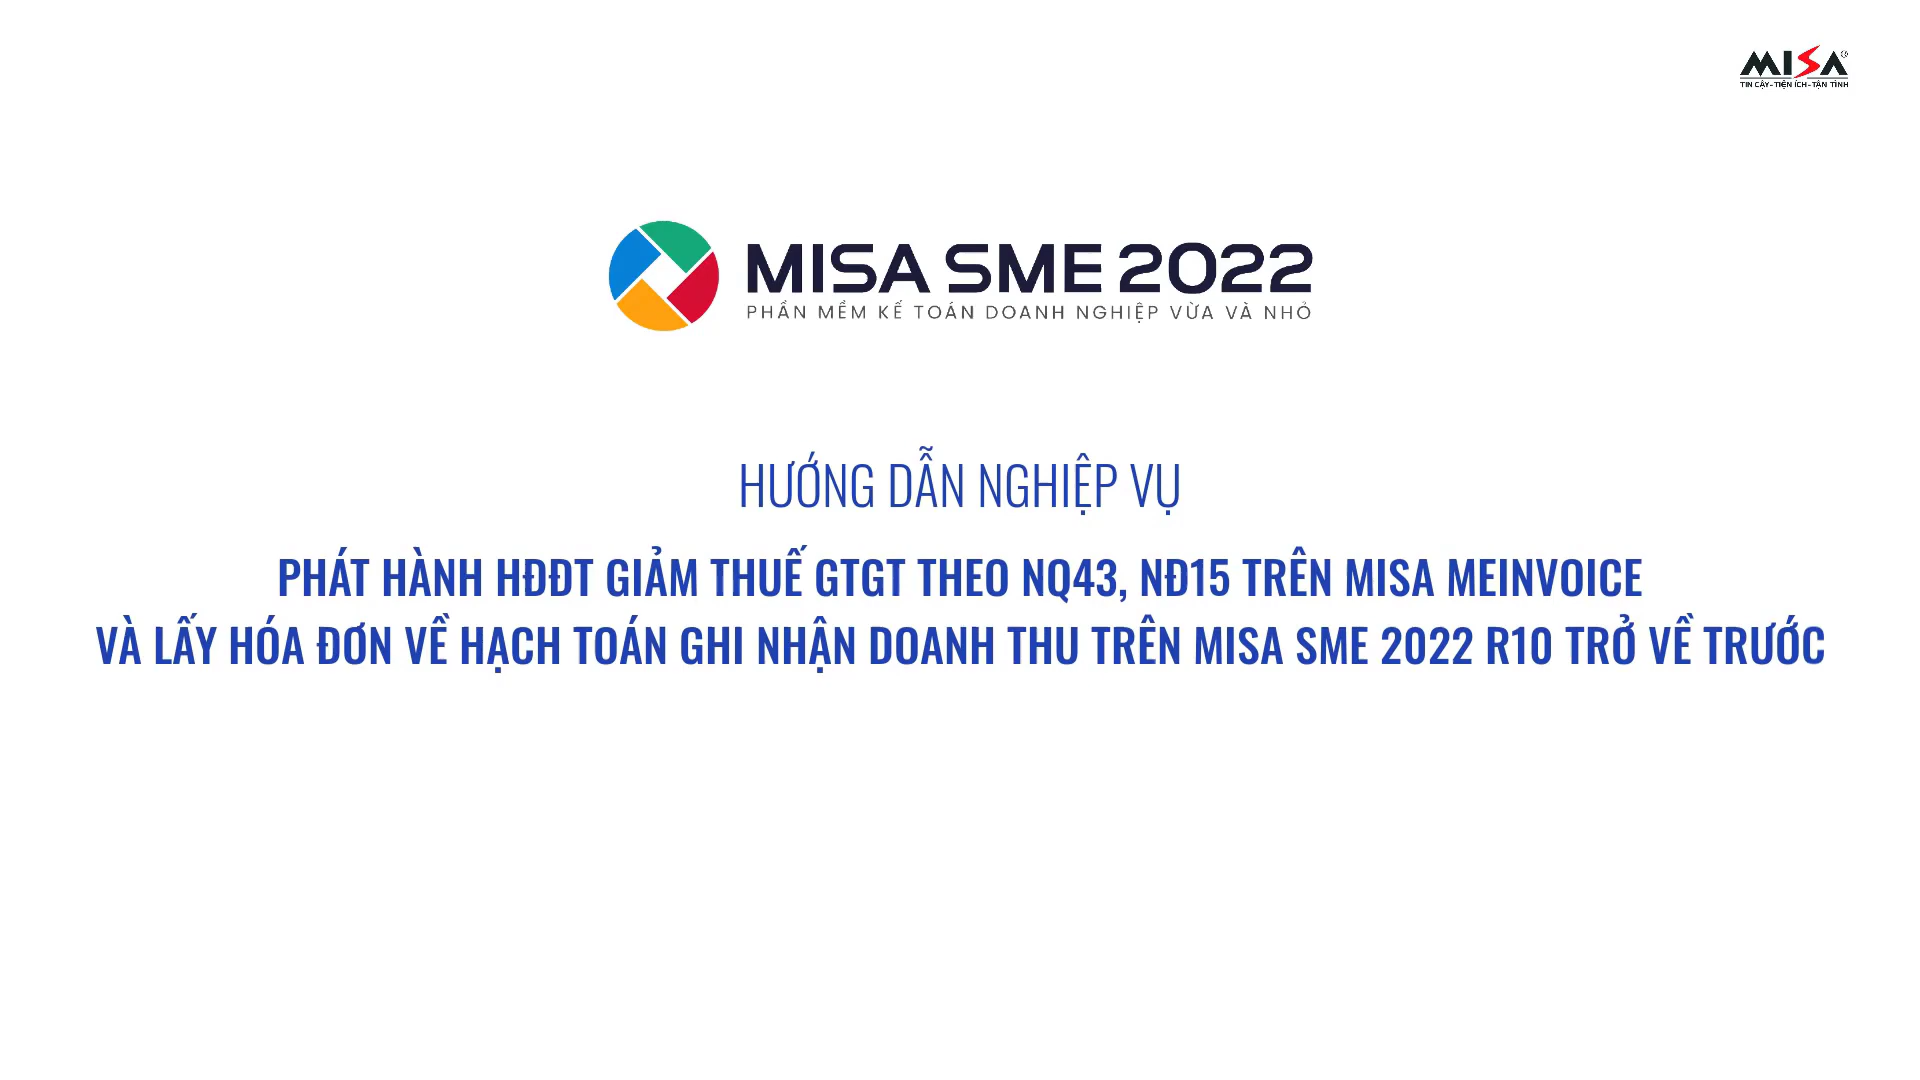 MISA®
TIN CẬY-TIỆN ÍCH-TẬN TÌNH
MISA SME 2022
PHẦN MỀM KẾ TOÁN DOANH NGHIỆP VỪA VÀ NHỎ
HƯỚNG DẪN NGHIỆP VỤ
PHÁT HÀNH HĐĐT GIẢM THUẾ GTGT THEO NQ43, NĐ15 TRÊN MISA MEINVOICE
VÀ LẤY HÓA ĐƠN VỀ HẠCH TOÁN GHI NHẬN DOANH THU TRÊN MISA SME 2022 R10 TRỞ VỀ TRƯỚC